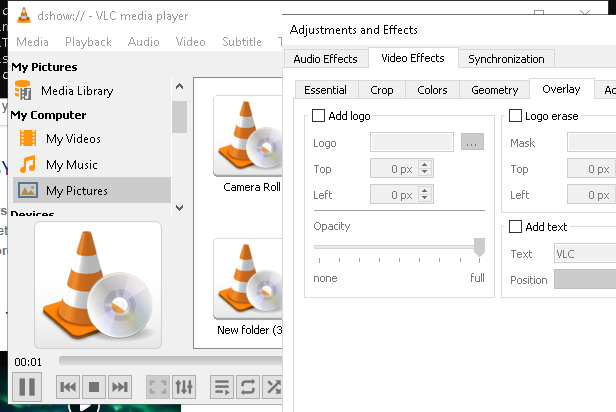 dshow:// - VLC media player
Media Playback Audio Video Subtitle
My Pictures
Media Library
My Computer
My Videos
My Music
My Pictures
Devices
Camera Roll
New folder (3
00:01
Adjustments and Effects
Audio Effects Video Effects Synchronization
Essential Crop Colors Geometry Overlay
Add logo
Logo ...
Top 0 px
Left 0 px
Opacity
none full
Logo erase
Mask
Top 0 px
Left 0 px
Add text
Text VLC
Position